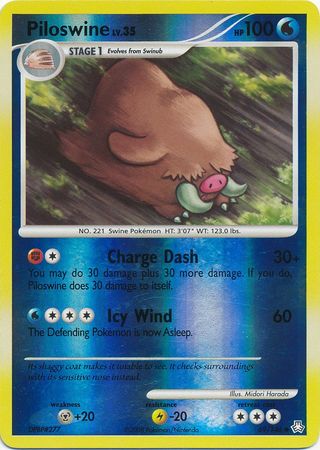 Piloswine LV.35 HP 100
STAGE 1 Evolves from Swinub
NO. 221 Swine Pokémon HT: 3'07" WT: 123.0 lbs.
Charge Dash 30+
You may do 30 damage plus 30 more damage. If you do,
Piloswine does 30 damage to itself.
Icy Wind 60
The Defending Pokémon is now Asleep.
Its shaggy coat makes it unable to see. It checks surroundings
with its sensitive nose instead.
Illus. Midori Harada
weakness resistance retreat cost
+20 -20
DPBP#277 ©2008 Pokémon/Nintendo